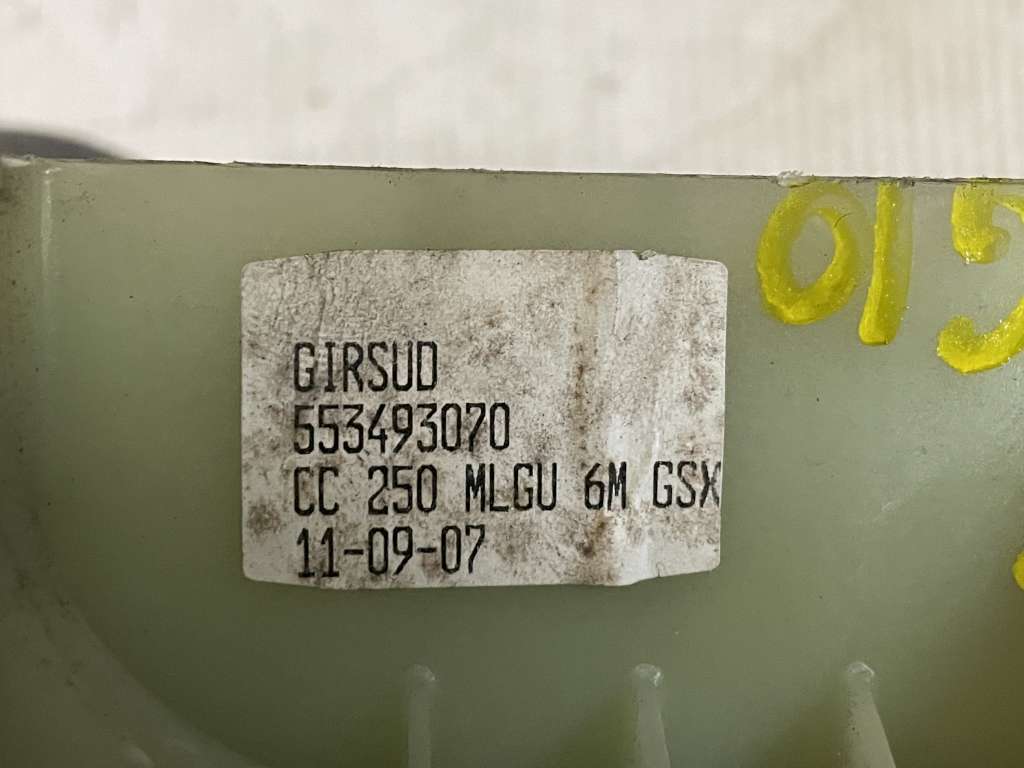 GIRSUD
553493070
CC 250 MLGU 6M GSX
11-09-07